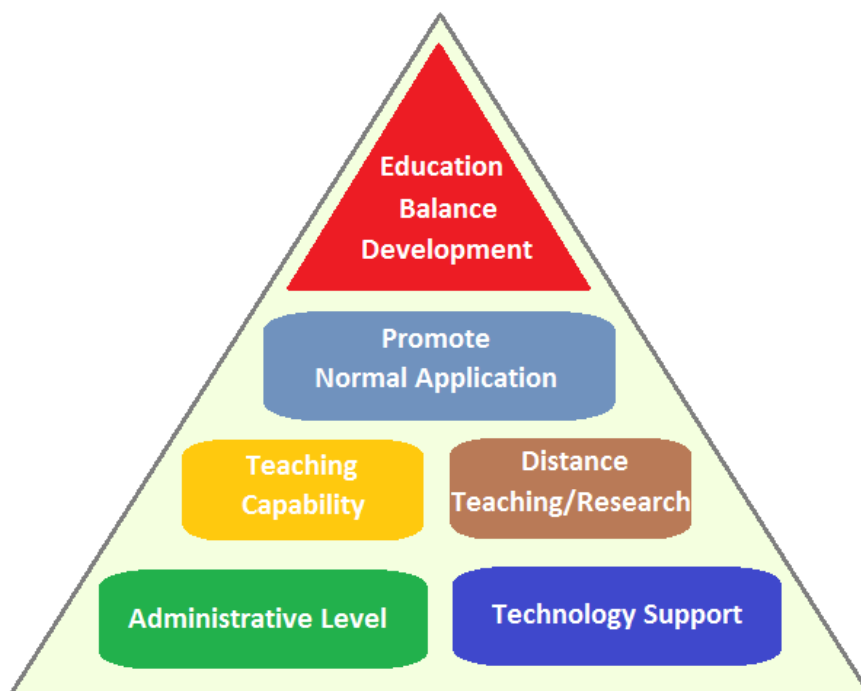 Education
Balance
Development
Promote
Normal Application
Teaching
Capability
Distance
Teaching/Research
Administrative Level
Technology Support